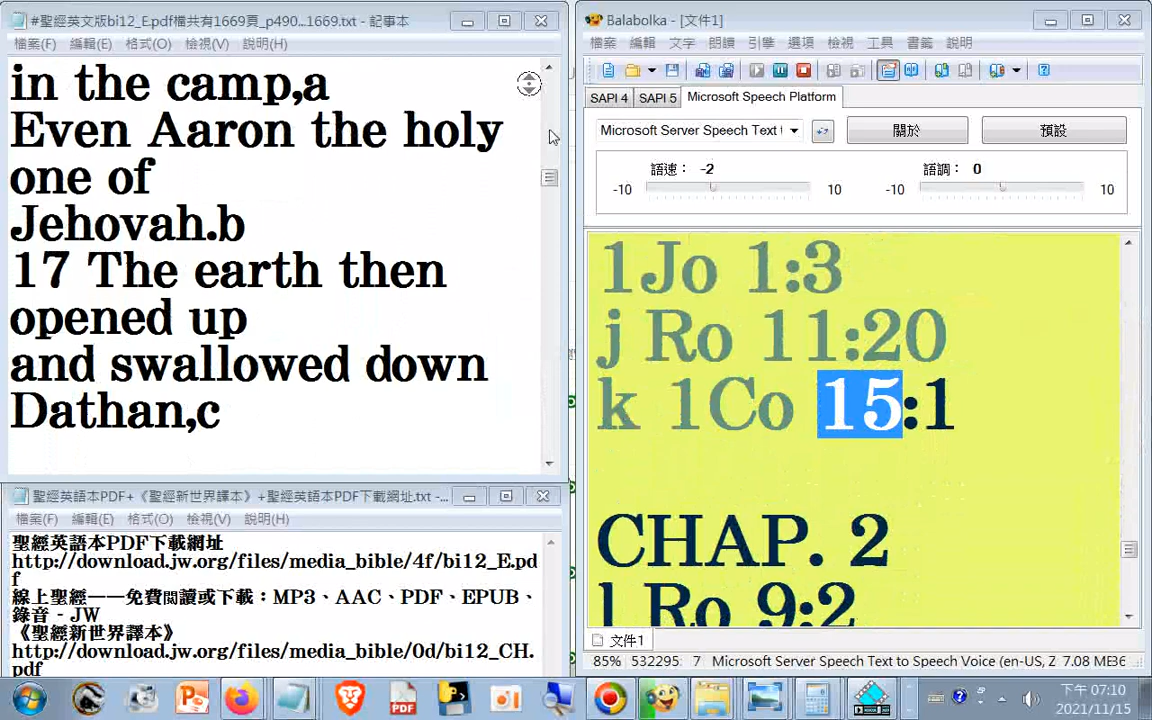 #聖經英文版bi12_E.pdf檔共有1669頁_p490...1669.txt - 記事本
檔案(F) 編輯(E) 格式(O) 檢視(V) 說明(H)
in the camp,a
Even Aaron the holy
one of
Jehovah.b
17 The earth then
opened up
and swallowed down
Dathan,c
聖經英語本PDF+《聖經新世界譯本》+聖經英語本PDF下載網址.txt -...
檔案(F) 編輯(E) 格式(O) 檢視(V) 說明(H)
聖經英語本PDF下載網址
http://download.jw.org/files/media_bible/4f/bi12_E.pd
f
線上聖經——免費閱讀或下載：MP3、AAC、PDF、EPUB、
錄音 - JW
《聖經新世界譯本》
http://download.jw.org/files/media_bible/0d/bi12_CH.
pdf
Balabolka - [文件1]
檔案 編輯 文字 朗讀 引擎 選項 檢視 工具 書籤 說明
SAPI 4 SAPI 5 Microsoft Speech Platform
Microsoft Server Speech Text 關於 預設
語速： -2 語調： 0
-10 10 -10 10
1Jo 1:3
j Ro 11:20
k 1Co 15:1
CHAP. 2
l Ro 9:2
文件1
85% 532295: 7 Microsoft Server Speech Text to Speech Voice (en-US, Z 7.08 ME36
PDF
下午 07:10
2021/11/15